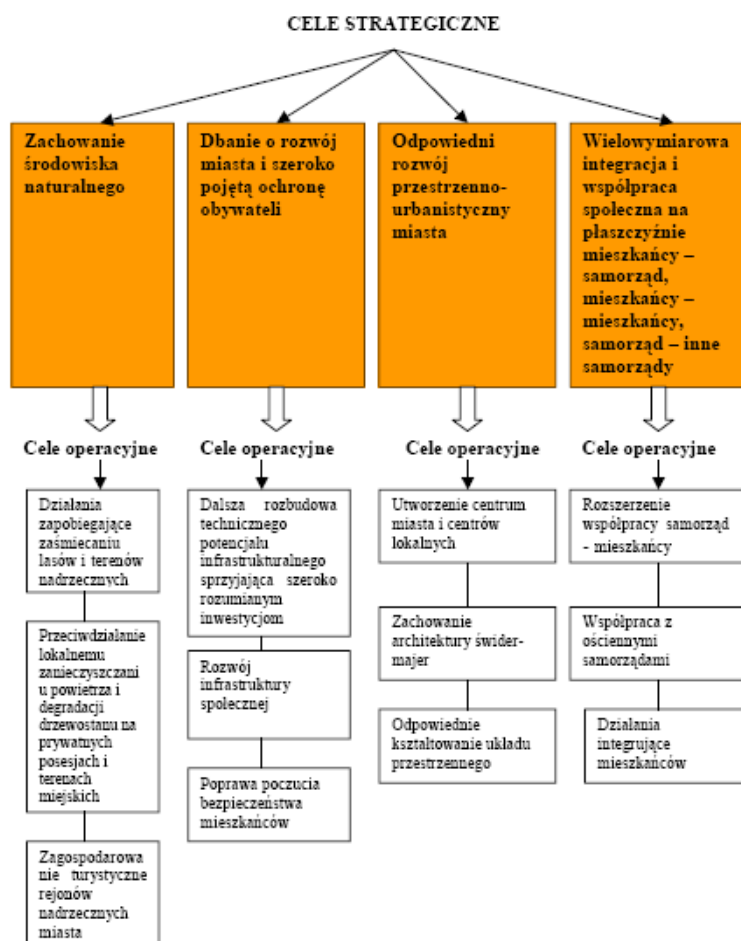 CELE STRATEGICZNE
Zachowanie
środowiska
naturalnego
Dbanie o rozwój
miasta i szeroko
pojętą ochronę
obywateli
Odpowiedni
rozwój
przestrzenno-
urbanistyczny
miasta
Wielowymiarowa
integracja i
współpraca
społeczna na
płaszczyźnie
mieszkańcy –
samorząd,
mieszkańcy –
mieszkańcy,
samorząd – inne
samorządy
Cele operacyjne
Działania
zapobiegające
zaśmiecaniu
lasów i terenów
nadrzecznych
Przeciwdziałanie
lokalnemu
zanieczyszczani
u powietrza i
degradacji
drzewostanu na
prywatnych
posesjach i
terenach
miejskich
Zagospodarowa
nie turystyczne
rejonów
nadrzecznych
miasta
Cele operacyjne
Dalsza rozbudowa
technicznego
potencjału
infrastrukturalnego
sprzyjająca szeroko
rozumianym
inwestycjom
Rozwój
infrastruktury
społecznej
Poprawa poczucia
bezpieczeństwa
mieszkańców
Cele operacyjne
Utworzenie centrum
miasta i centrów
lokalnych
Zachowanie
architektury świder-
majer
Odpowiednie
kształtowanie układu
przestrzennego
Cele operacyjne
Rozszerzenie
współpracy samorząd
- mieszkańcy
Współpraca z
ościennymi
samorządami
Działania
integrujące
mieszkańców